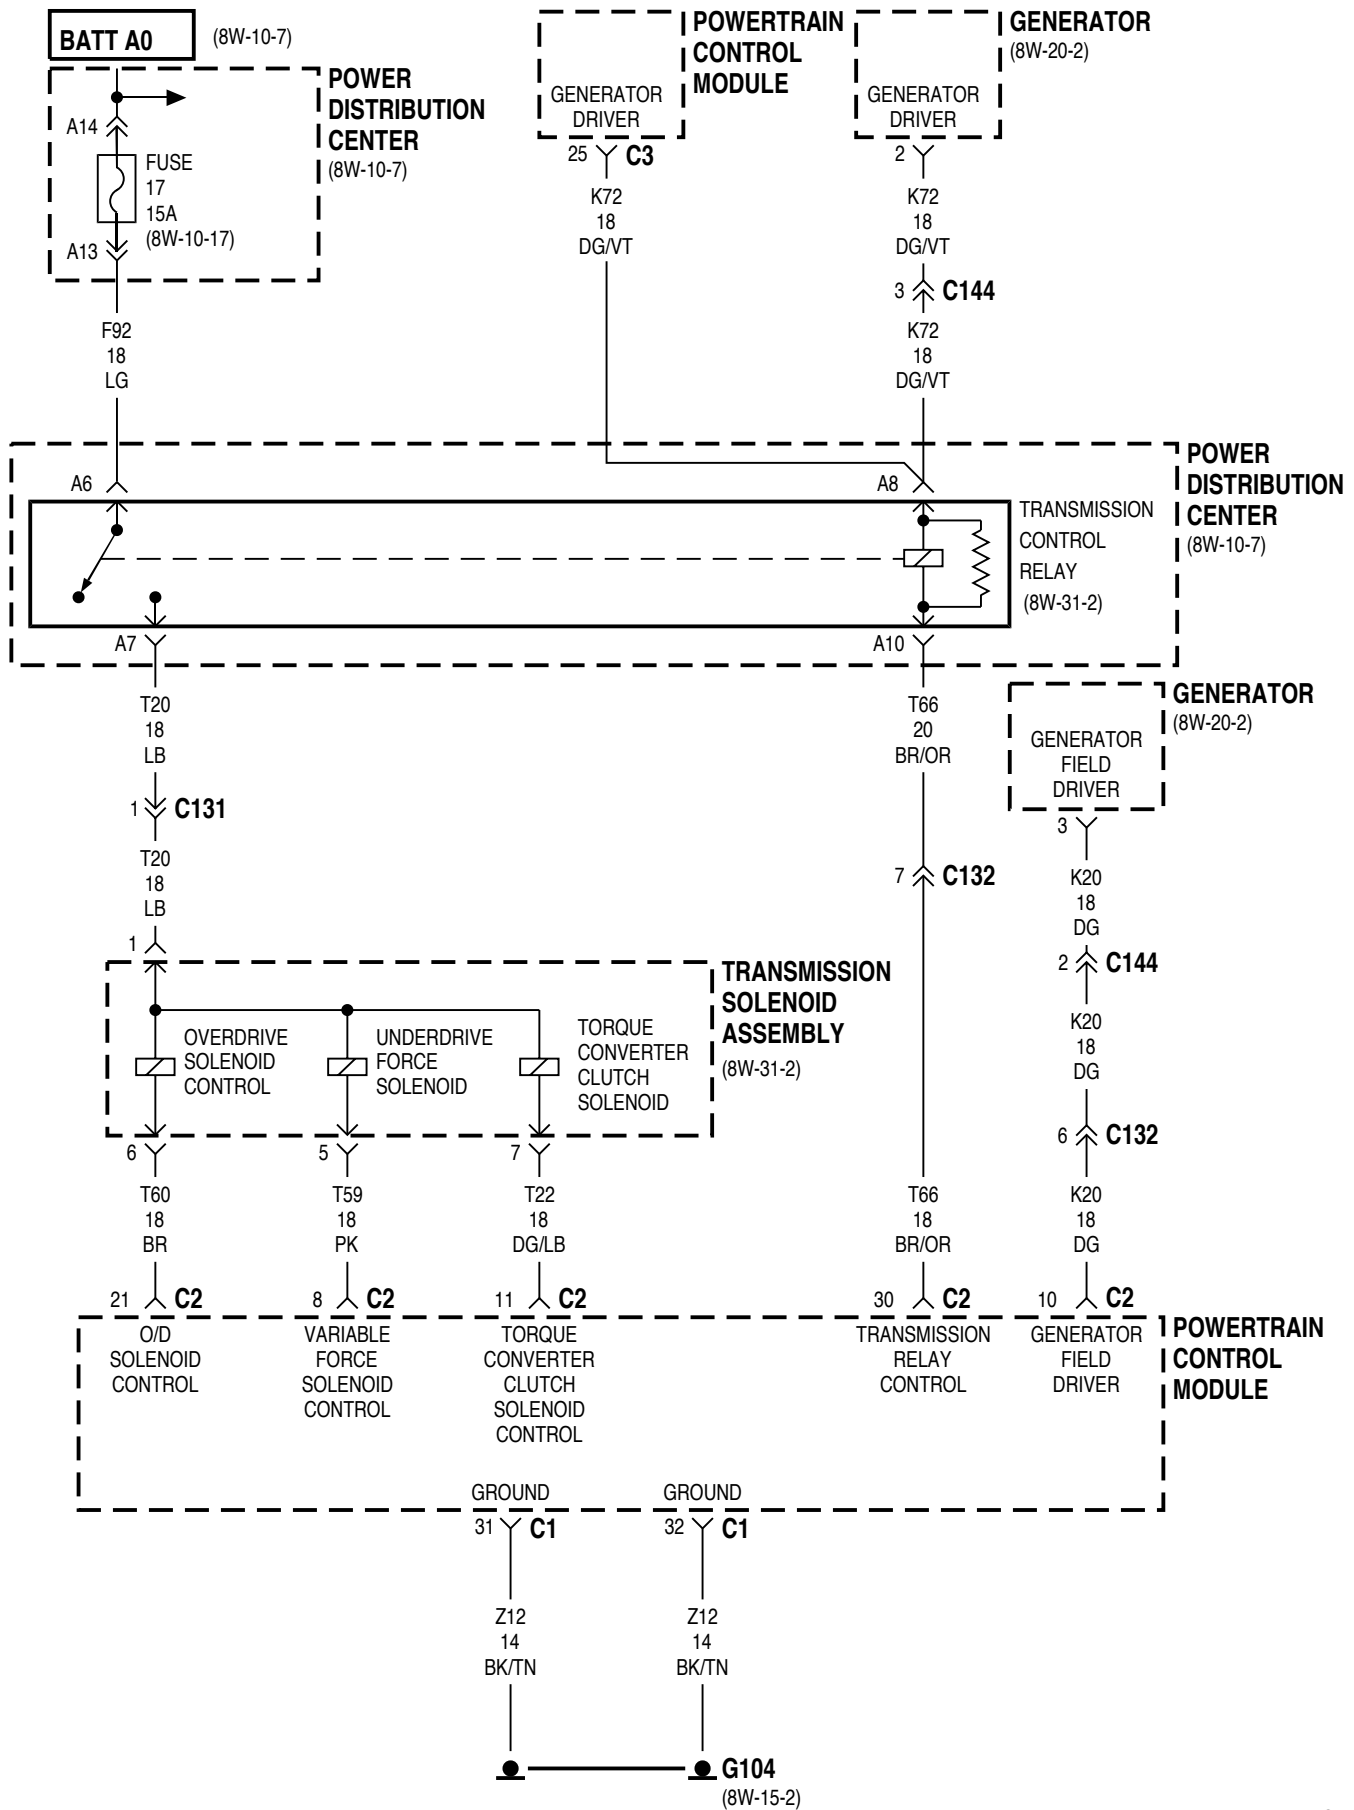 BATT A0
(8W-10-7)
POWER
DISTRIBUTION
CENTER
(8W-10-7)
A14
FUSE
17
15A
(8W-10-17)
A13
F92
18
LG
POWERTRAIN
CONTROL
MODULE
GENERATOR
DRIVER
25
C3
K72
18
DG/VT
GENERATOR
(8W-20-2)
GENERATOR
DRIVER
2
K72
18
DG/VT
3
C144
K72
18
DG/VT
POWER
DISTRIBUTION
CENTER
(8W-10-7)
A6
A8
TRANSMISSION
CONTROL
RELAY
(8W-31-2)
A7
A10
T20
18
LB
1
C131
T20
18
LB
1
T66
20
BR/OR
7
C132
GENERATOR
(8W-20-2)
GENERATOR
FIELD
DRIVER
3
K20
18
DG
2
C144
K20
18
DG
6
C132
TRANSMISSION
SOLENOID
ASSEMBLY
(8W-31-2)
OVERDRIVE
SOLENOID
CONTROL
UNDERDRIVE
FORCE
SOLENOID
TORQUE
CONVERTER
CLUTCH
SOLENOID
6
5
7
T60
18
BR
T59
18
PK
T22
18
DG/LB
T66
18
BR/OR
K20
18
DG
21
C2
8
C2
11
C2
30
C2
10
C2
POWERTRAIN
CONTROL
MODULE
O/D
SOLENOID
CONTROL
VARIABLE
FORCE
SOLENOID
CONTROL
TORQUE
CONVERTER
CLUTCH
SOLENOID
CONTROL
TRANSMISSION
RELAY
CONTROL
GENERATOR
FIELD
DRIVER
GROUND
GROUND
31
C1
32
C1
Z12
14
BK/TN
Z12
14
BK/TN
G104
(8W-15-2)